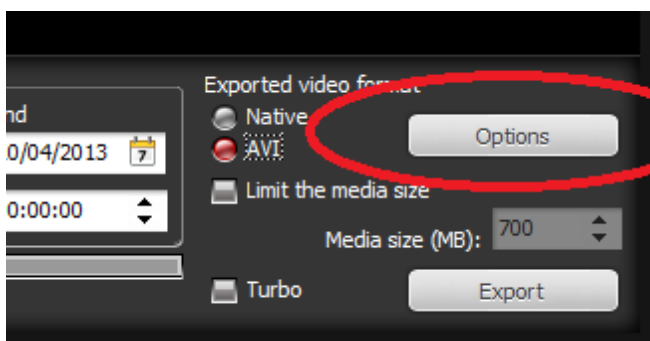 Exported video format
nd
Native
Options
0/04/2013
7
AVI
Limit the media size
0:00:00
Media size (MB):
700
Turbo
Export